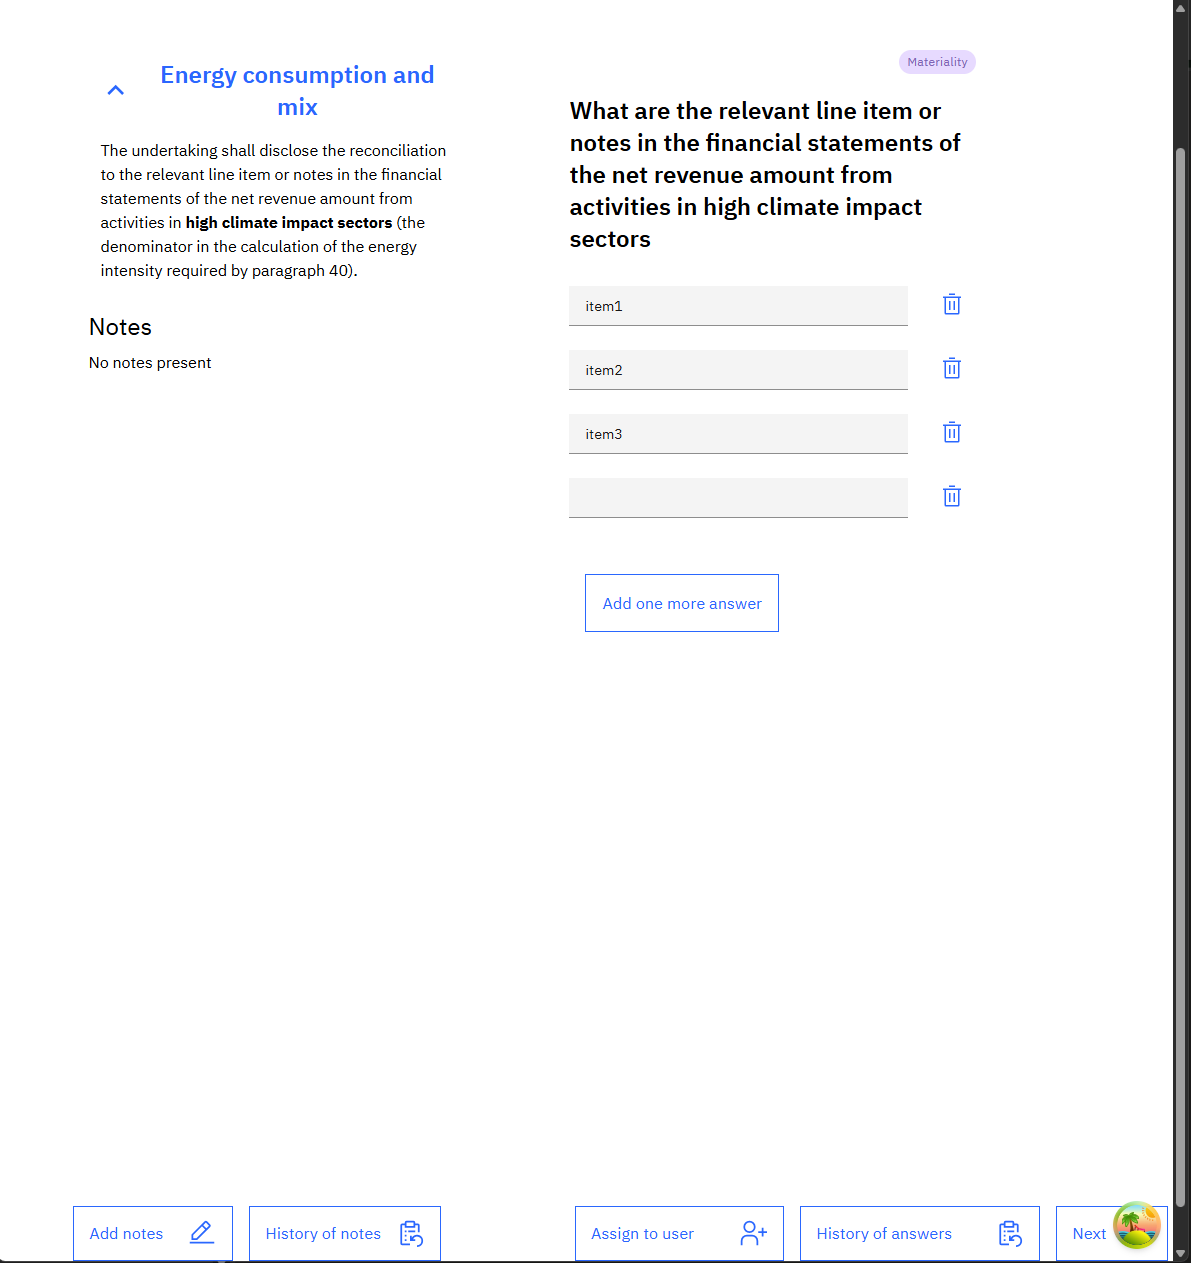 Energy consumption and
mix
The undertaking shall disclose the reconciliation
to the relevant line item or notes in the financial
statements of the net revenue amount from
activities in high climate impact sectors (the
denominator in the calculation of the energy
intensity required by paragraph 40).
Notes
No notes present
Materiality
What are the relevant line item or
notes in the financial statements of
the net revenue amount from
activities in high climate impact
sectors
item1
item2
item3
Add one more answer
Add notes
History of notes
Assign to user
History of answers
Next